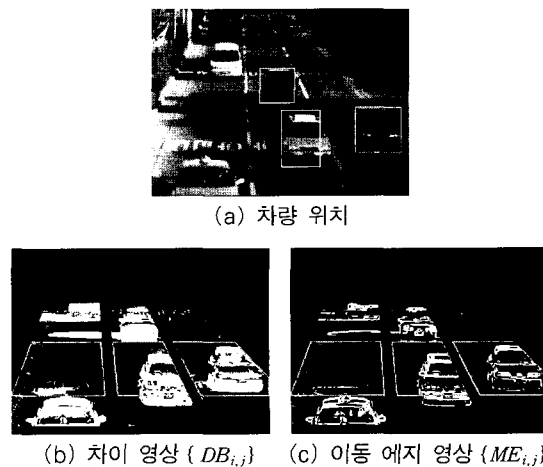 (a) 차량 위치
(b) 차이 영상 { DB_{i,j}} (c) 이동 에지 영상 {ME_{i,j}}